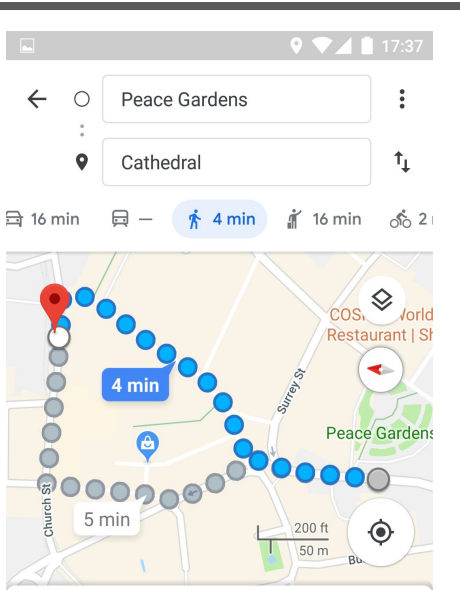 17:37
Peace Gardens
Cathedral
16 min
—
4 min
16 min
2
COS
World
Restaurant | Sh
4 min
Surrey St
Peace Gardens
Church St
5 min
200 ft
50 m